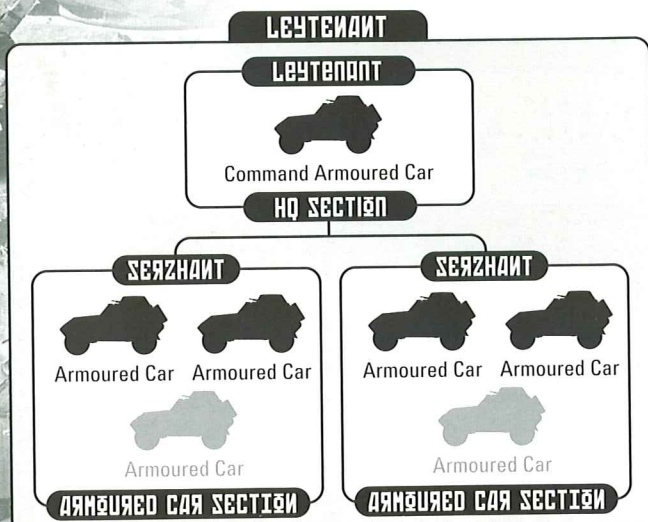 LEYTENANT
LEYTENANT
Command Armoured Car
HQ SECTION
SERZHANT
SERZHANT
Armoured Car Armoured Car
Armoured Car Armoured Car
Armoured Car
Armoured Car
ARMOURED CAR SECTION
ARMOURED CAR SECTION